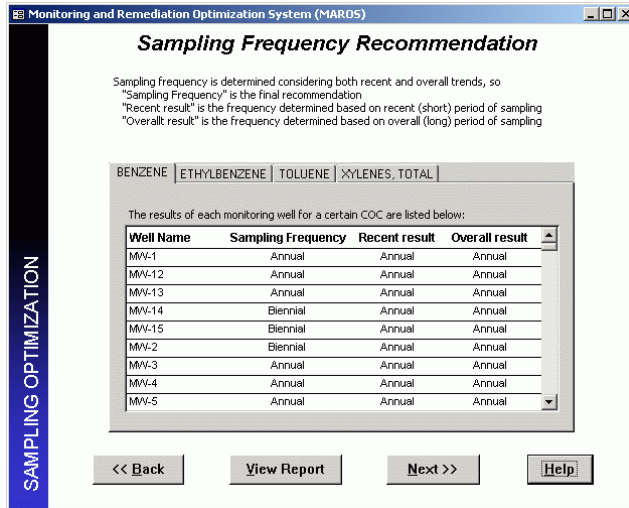 Monitoring and Remediation Optimization System (MAROS)
Sampling Frequency Recommendation
Sampling frequency is determined considering both recent and overall trends, so
"Sampling Frequency" is the final recommendation
"Recent result" is the frequency determined based on recent (short) period of sampling
"Overallt result" is the frequency determined based on overall (long) period of sampling
BENZENE ETHYLBENZENE TOLUENE XYLENES, TOTAL
The results of each monitoring well for a certain COC are listed below:
Well Name Sampling Frequency Recent result Overall result
MW-1 Annual Annual Annual
MW-12 Annual Annual Annual
MW-13 Annual Annual Annual
MW-14 Biennial Annual Annual
MW-15 Biennial Annual Annual
MW-2 Biennial Annual Annual
MW-3 Annual Annual Annual
MW-4 Annual Annual Annual
MW-5 Annual Annual Annual
SAMPLING OPTIMIZATION
<< Back View Report Next >> Help